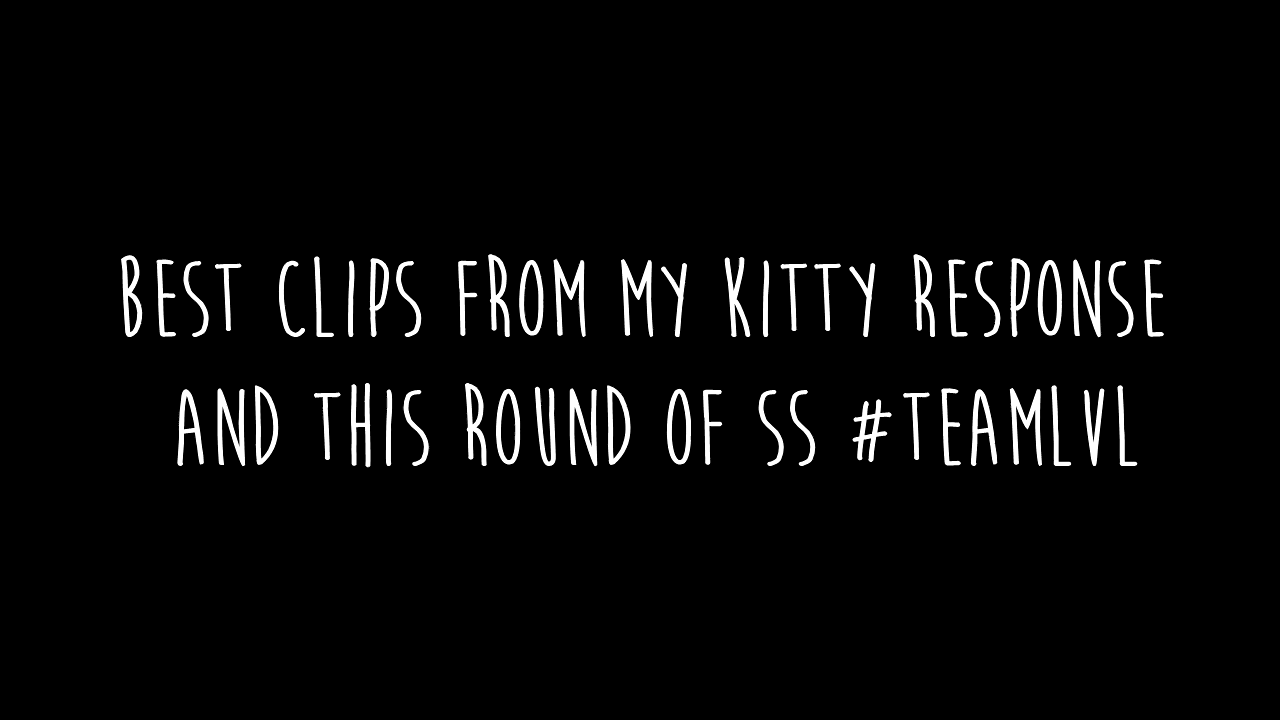 BEST CLIPS FROM MY KITTY RESPONSE
AND THIS ROUND OF SS #TEAMLVL